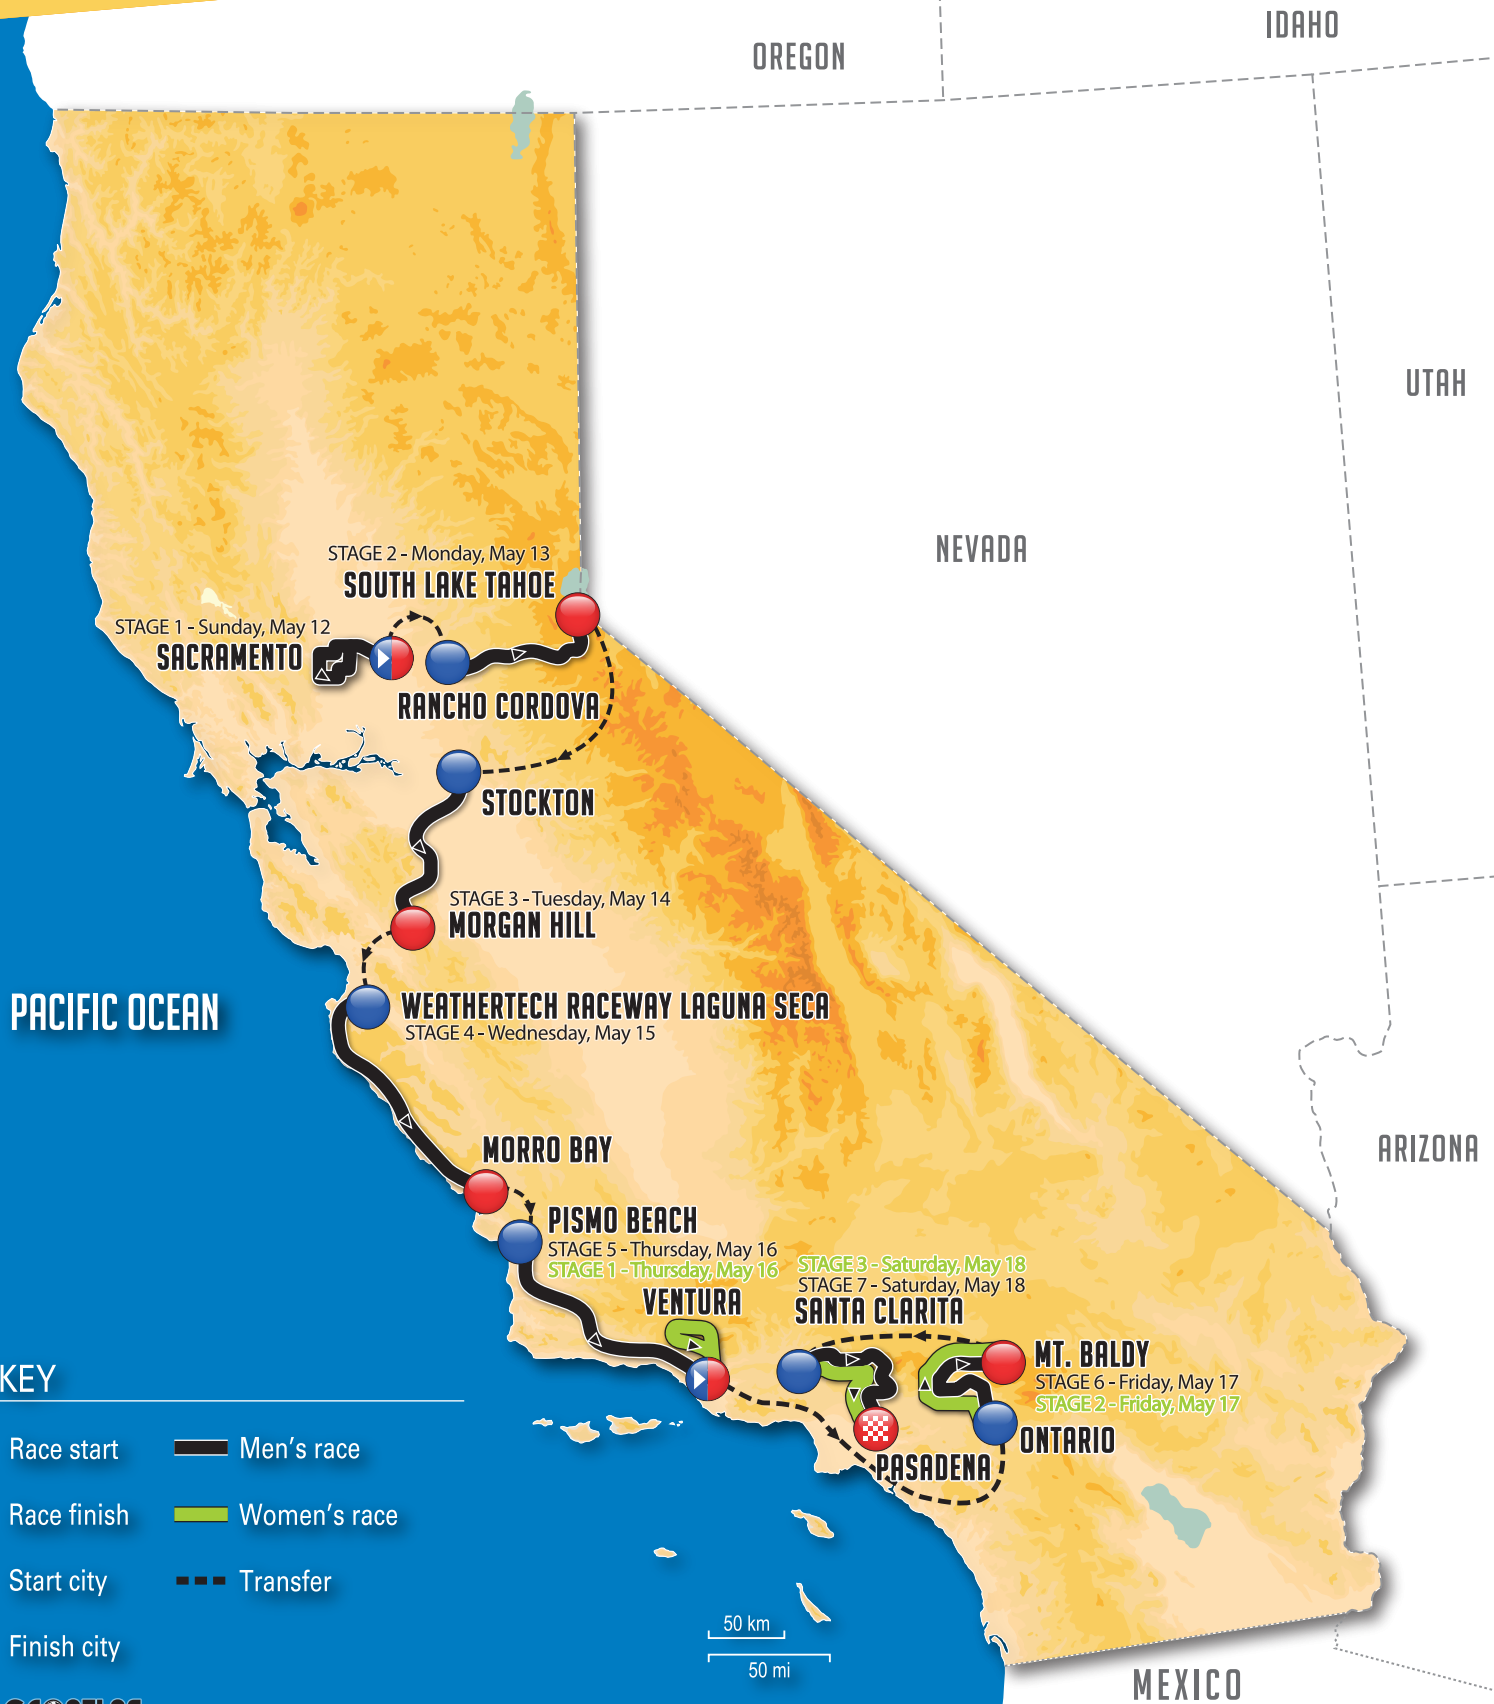 OREGON
IDAHO
UTAH
NEVADA
STAGE 2 - Monday, May 13
SOUTH LAKE TAHOE
STAGE 1 - Sunday, May 12
SACRAMENTO
RANCHO CORDOVA
STOCKTON
STAGE 3 - Tuesday, May 14
MORGAN HILL
PACIFIC OCEAN
WEATHERTECH RACEWAY LAGUNA SECA
STAGE 4 - Wednesday, May 15
ARIZONA
MORRO BAY
PISMO BEACH
STAGE 5 - Thursday, May 16
STAGE 1 - Thursday, May 16
VENTURA
STAGE 3 - Saturday, May 18
STAGE 7 - Saturday, May 18
SANTA CLARITA
MT. BALDY
STAGE 6 - Friday, May 17
STAGE 2 - Friday, May 17
ONTARIO
PASADENA
KEY
Race start
Men's race
Race finish
Women's race
Start city
Transfer
Finish city
50 km
50 mi
MEXICO